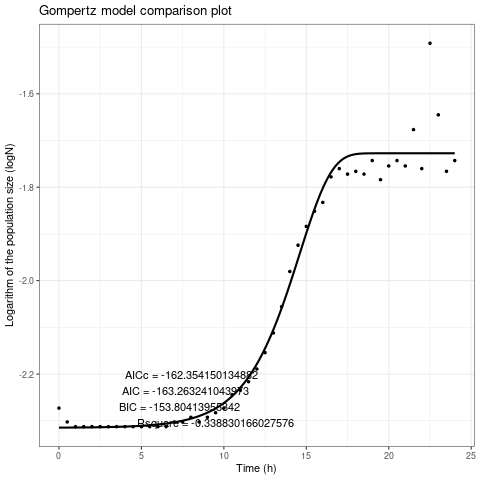 Gompertz model comparison plot
Logarithm of the population size (logN)
-1.6
-1.8
-2.0
-2.2
AICc = -162.354150134882
AIC = -163.263241043973
BIC = -153.80413955842
Rsquare = -0.338830166027576
0 5 10 15 20 25
Time (h)